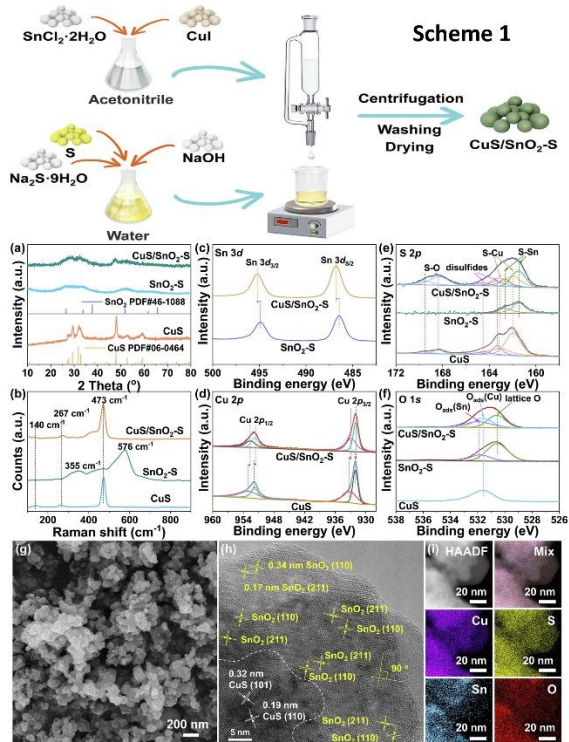 Scheme 1
SnCl₂·2H₂O
CuI
Acetonitrile
S
NaOH
Na₂S·9H₂O
Water
Centrifugation
Washing
Drying
CuS/SnO₂-S
(a)
CuS/SnO₂-S
SnO₂-S
SnO₂ PDF#46-1088
CuS
CuS PDF#06-0464
Intensity (a.u.)
10 20 30 40 50 60 70 80
2 Theta (°)
(b)
473 cm⁻¹
267 cm⁻¹
140 cm⁻¹
CuS/SnO₂-S
576 cm⁻¹
355 cm⁻¹
SnO₂-S
CuS
Counts (a.u.)
200 400 600 800
Raman shift (cm⁻¹)
(c)
Sn 3d
Sn 3d₃/₂
Sn 3d₅/₂
CuS/SnO₂-S
SnO₂-S
Intensity (a.u.)
495 490 485
Binding energy (eV)
(d)
Cu 2p
Cu 2p₃/₂
Cu 2p₁/₂
CuS/SnO₂-S
CuS
Intensity (a.u.)
960 954 948 942 936 930
Binding energy (eV)
(e)
S 2p
S-Sn
S-Cu
S-O
disulfides
CuS/SnO₂-S
SnO₂-S
CuS
Intensity (a.u.)
172 168 164 160
Binding energy (eV)
(f)
O 1s
O_ads(Cu)
lattice O
O_ads(Sn)
CuS/SnO₂-S
SnO₂-S
CuS
Intensity (a.u.)
538 536 534 532 530 528 526
Binding energy (eV)
(g)
200 nm
(h)
0.34 nm SnO₂ (110)
0.17 nm SnO₂ (211)
SnO₂ (110)
SnO₂ (211)
SnO₂ (211)
SnO₂ (110)
SnO₂ (211)
SnO₂ (110)
90 °
0.32 nm
CuS (101)
0.19 nm
CuS (110)
SnO₂ (211)
SnO₂ (110)
5 nm
(i)
HAADF
20 nm
Mix
20 nm
Cu
20 nm
S
20 nm
Sn
20 nm
O
20 nm